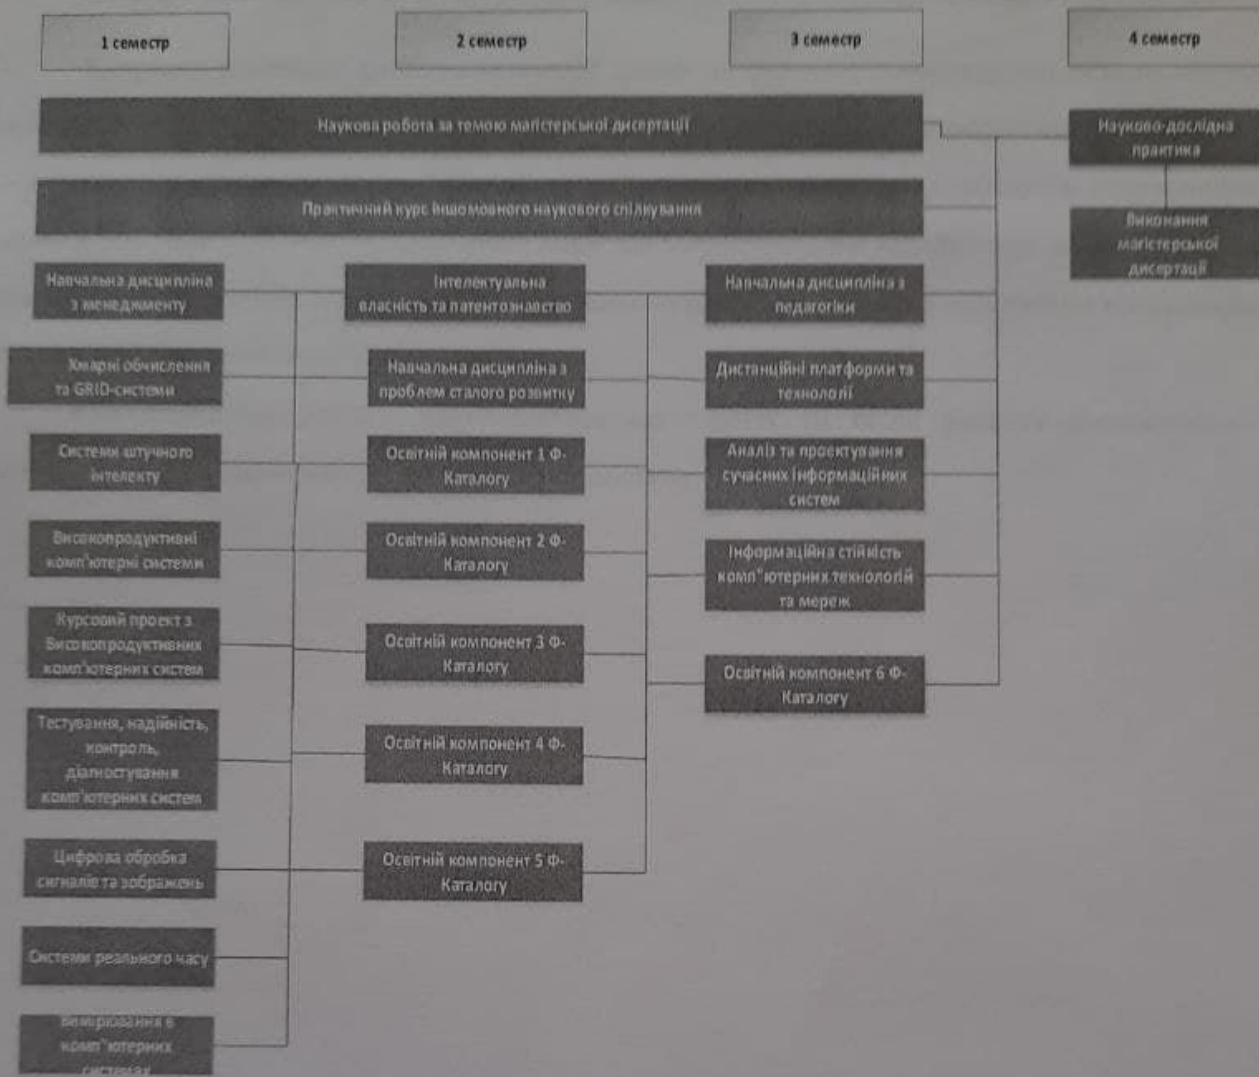 1 семестр
2 семестр
3 семестр
4 семестр
Наукова робота за темою магістерської дисертації
Науково-дослідна
практика
Практичний курс іншомовного наукового спілкування
Виконання
магістерської
дисертації
Навчальна дисципліна
з менеджменту
Інтелектуальна
власність та патентознавство
Навчальна дисципліна з
педагогіки
Хмарні обчислення
та GRID-системи
Навчальна дисципліна з
проблем сталого розвитку
Дистанційні платформи та
технології
Системи штучного
інтелекту
Освітній компонент 1 Ф-
Каталогу
Аналіз та проектування
сучасних інформаційних
систем
Високопродуктивні
комп'ютерні системи
Освітній компонент 2 Ф-
Каталогу
Інформаційна стійкість
комп"ютерних технологій
та мереж
Курсовий проект з
Високопродуктивних
комп'ютерних систем
Освітній компонент 3 Ф-
Каталогу
Освітній компонент 6 Ф-
Каталогу
Тестування, надійність,
контроль,
діагностування
комп'ютерних систем
Освітній компонент 4 Ф-
Каталогу
Цифрова обробка
сигналів та зображень
Освітній компонент 5 Ф-
Каталогу
Системи реального часу
Вимірювання в
комп"ютерних
системах